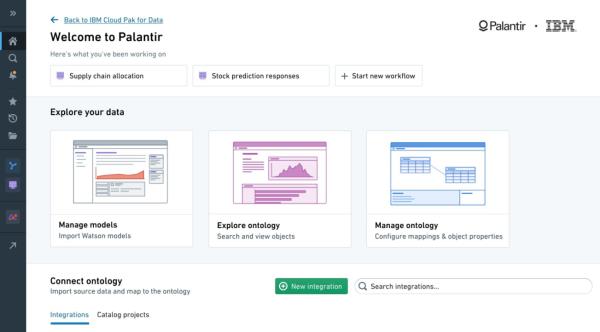 Back to IBM Cloud Pak for Data
Welcome to Palantir
Palantir · IBM
Here's what you've been working on
Supply chain allocation
Stock prediction responses
Start new workflow
Explore your data
Manage models
Import Watson models
Explore ontology
Search and view objects
Manage ontology
Configure mappings & object properties
Connect ontology
Import source data and map to the ontology
New integration
Search integrations...
Integrations
Catalog projects